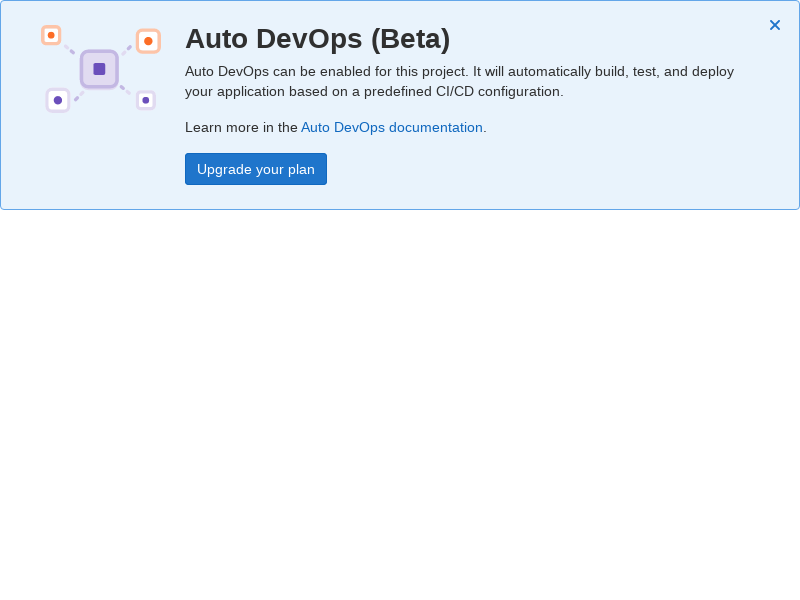 Auto DevOps (Beta)
Auto DevOps can be enabled for this project. It will automatically build, test, and deploy
your application based on a predefined CI/CD configuration.
Learn more in the Auto DevOps documentation.
Upgrade your plan